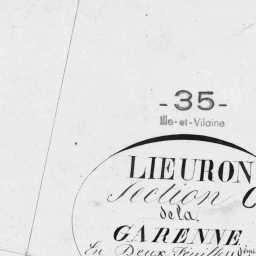 -35-
Ille-et-Vilaine
LIEURON
Section C
de la
GARENNE
En Deux Feuilles